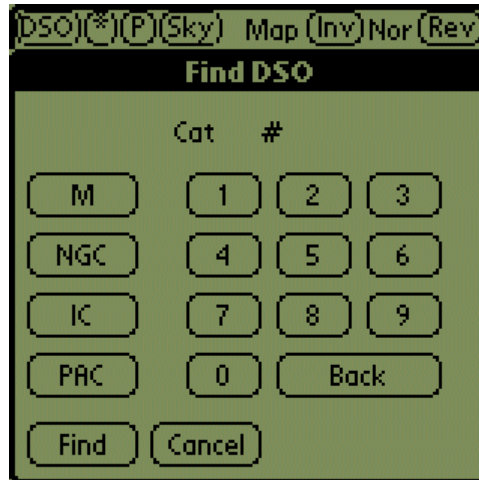 (DSO)(*)(P)(Sky) Map (Inv)Nor(Rev)
Find DSO
Cat #
M 1 2 3
NGC 4 5 6
IC 7 8 9
PAC 0 Back
Find Cancel